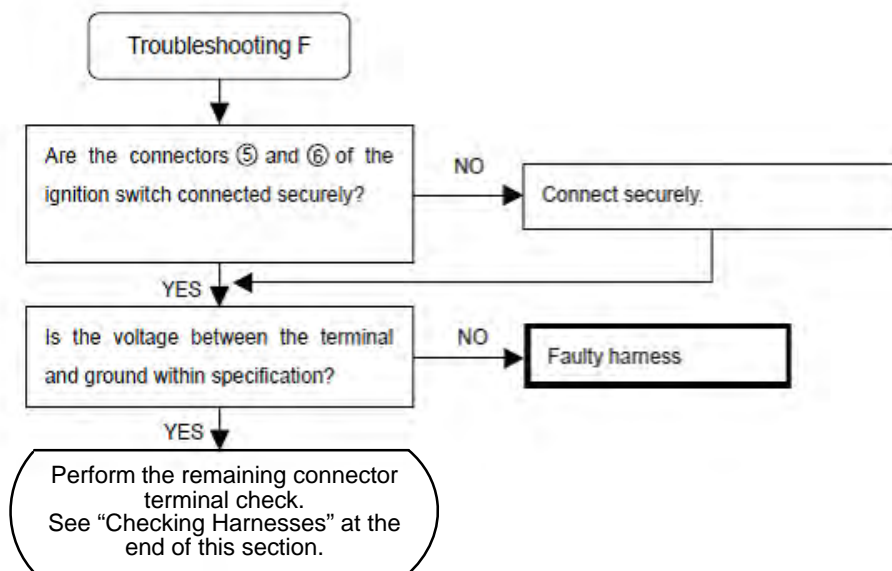 Troubleshooting F
Are the connectors ⑤ and ⑥ of the
ignition switch connected securely?
NO
Connect securely.
YES
Is the voltage between the terminal
and ground within specification?
NO
Faulty harness
YES
Perform the remaining connector
terminal check.
See “Checking Harnesses” at the
end of this section.